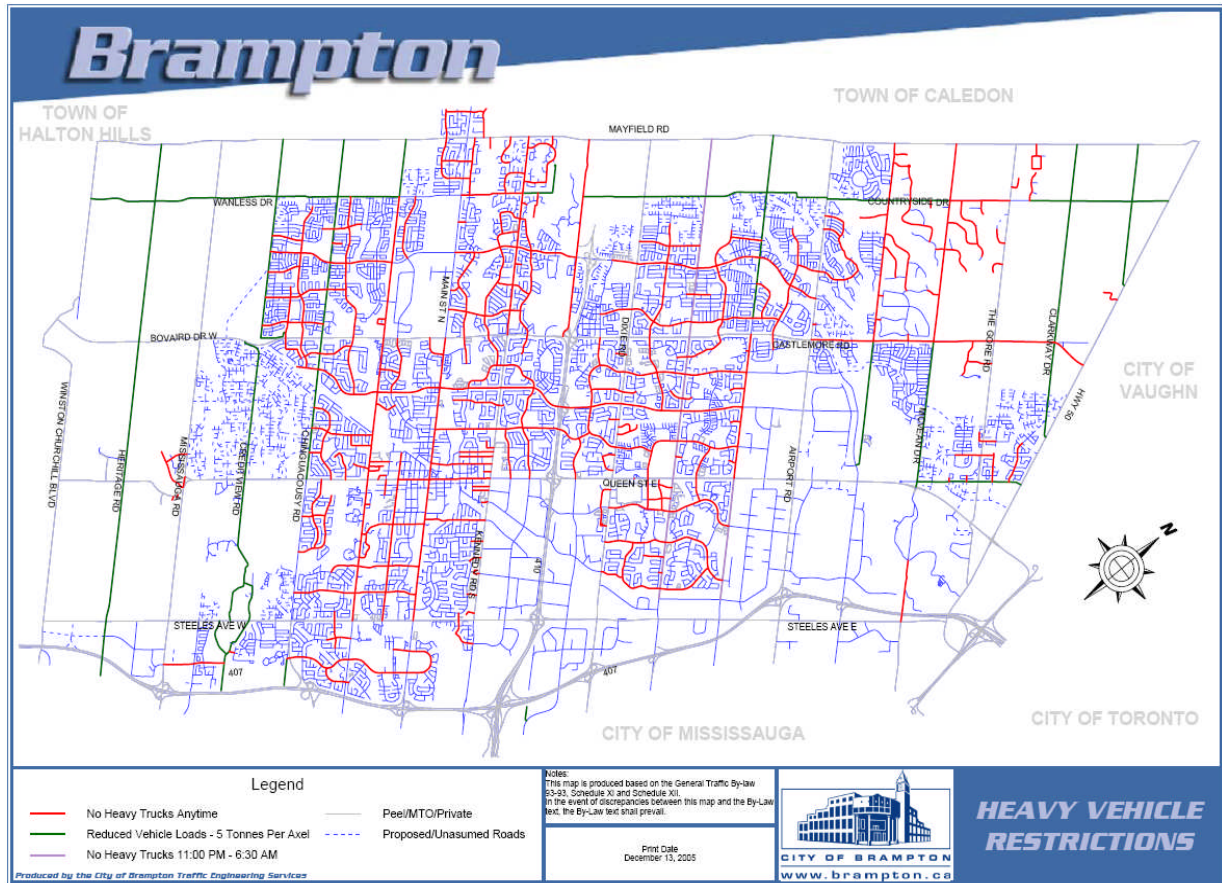 Brampton
TOWN OF
HALTON HILLS
TOWN OF CALEDON
MAYFIELD RD
WANLESS DR
COUNTRYSIDE DR
MAIN ST N
BOVAIRD DR W
DIXIE RD
CASTLEMORE RD
THE GORE RD
CLARKWAY DR
CITY OF
VAUGHN
HWY 50
WINSTON CHURCHILL BLVD
HERITAGE RD
MISSISSAUGA RD
CREDITVIEW RD
CHINGUACOUSY RD
MCVEAN DR
AIRPORT RD
QUEEN ST E
KENNEDY RD S
410
N
STEELES AVE W
STEELES AVE E
407
407
CITY OF MISSISSAUGA
CITY OF TORONTO
Legend
No Heavy Trucks Anytime
Reduced Vehicle Loads - 5 Tonnes Per Axel
No Heavy Trucks 11:00 PM - 6:30 AM
Peel/MTO/Private
Proposed/Unasumed Roads
Produced by the City of Brampton Traffic Engineering Services
Notes:
This map is produced based on the General Traffic By-law
93-93, Schedule XI and Schedule XII.
In the event of discrepancies between this map and the By-Law
text, the By-Law text shall prevail.
Print Date
December 13, 2005
CITY OF BRAMPTON
www.brampton.ca
HEAVY VEHICLE
RESTRICTIONS